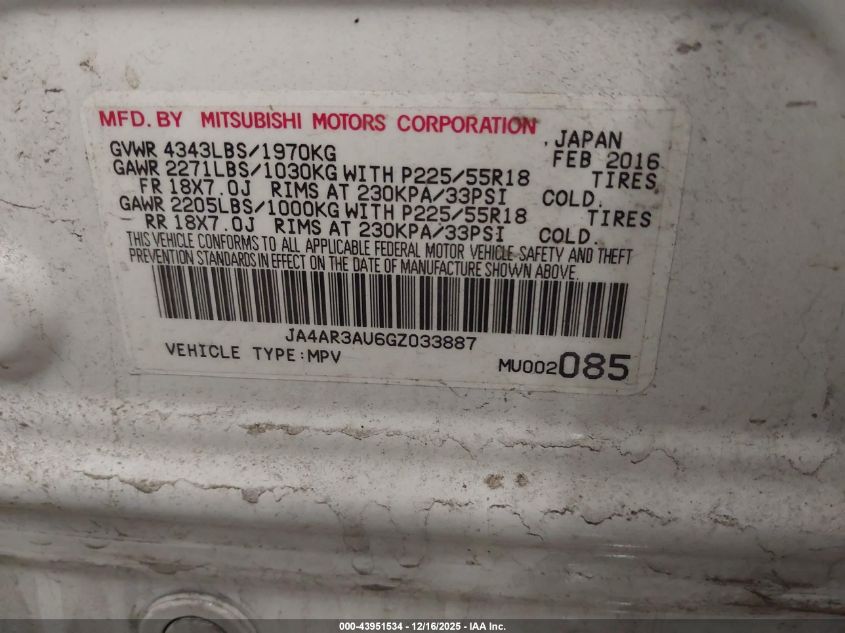 MFD. BY MITSUBISHI MOTORS CORPORATION JAPAN
GVWR 4343LBS/1970KG FEB 2016
GAWR 2271LBS/1030KG WITH P225/55R18 TIRES
FR 18X7.0J RIMS AT 230KPA/33PSI COLD.
GAWR 2205LBS/1000KG WITH P225/55R18 TIRES
RR 18X7.0J RIMS AT 230KPA/33PSI COLD.
THIS VEHICLE CONFORMS TO ALL APPLICABLE FEDERAL MOTOR VEHICLE SAFETY AND THEFT
PREVENTION STANDARDS IN EFFECT ON THE DATE OF MANUFACTURE SHOWN ABOVE.
JA4AR3AU6GZ033887
VEHICLE TYPE:MPV MU002085
000-43951534 - 12/16/2025 - IAA Inc.